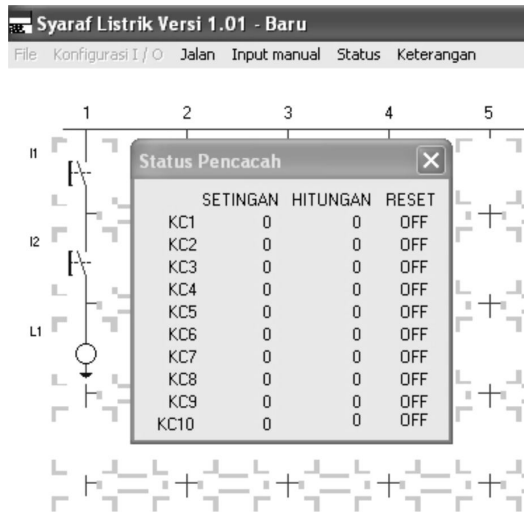 Syaraf Listrik Versi 1.01 - Baru
File Konfigurasi I / O Jalan Input manual Status Keterangan
1 2 3 4 5
I1
I2
L1
Status Pencacah
SETINGAN HITUNGAN RESET
KC1 0 0 OFF
KC2 0 0 OFF
KC3 0 0 OFF
KC4 0 0 OFF
KC5 0 0 OFF
KC6 0 0 OFF
KC7 0 0 OFF
KC8 0 0 OFF
KC9 0 0 OFF
KC10 0 0 OFF